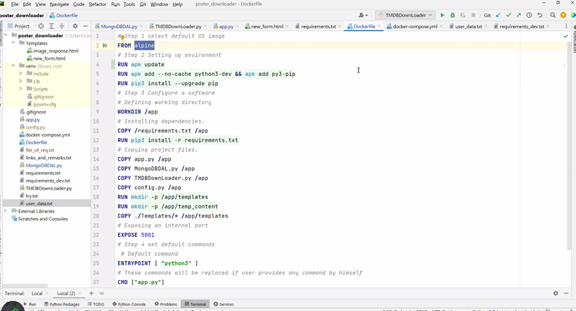 File Edit View Navigate Code Refactor Run Tools Git Window Help poster_downloader - Dockerfile
poster_downloader Dockerfile TMDBDOWNLOADER Git:
Project
MongoDBDAL.py TMDBDownLoader.py app.py new_form.html requirements.txt Dockerfile docker-compose.yml user_data.txt
poster_downloader
templates
image_response.html
new_form.html
venv library root
include
Lib
Scripts
.gitignore
pyvenv.cfg
.gitignore
app.py
config.py
docker-compose.yml
Dockerfile
file_of_req.txt
links_and_remarks.txt
MongoDBDAL.py
requirements.txt
requirements_dev.txt
TMDBDownLoader.py
try.txt
user_data.txt
External Libraries
Scratches and Consoles
1 # Step 1 select default OS image
2 FROM alpine
3 # Step 2 Setting up environment
4 RUN apk update
5 RUN apk add --no-cache python3-dev && apk add py3-pip
6 RUN pip3 install --upgrade pip
7 # Step 3 Configure a software
8 # Defining working directory
9 WORKDIR /app
10 # Installing dependencies.
11 COPY /requirements.txt /app
12 RUN pip3 install -r requirements.txt
13 # Copying project files.
14 COPY app.py /app
15 COPY MongoDBDAL.py /app
16 COPY TMDBDownLoader.py /app
17 COPY config.py /app
18 RUN mkdir -p /app/templates
19 RUN mkdir -p /app/temp_content
20 COPY ./Templates/* /app/templates
21 # Exposing an internal port
22 EXPOSE 5001
23 # Step 4 set default commands
24 # Default command
25 ENTRYPOINT [ "python3" ]
26 # These commands will be replaced if user provides any command by himself
27 CMD ["app.py"]
Terminal: Local Local (2)
Run Python Packages TODO Python Console Problems Terminal Services